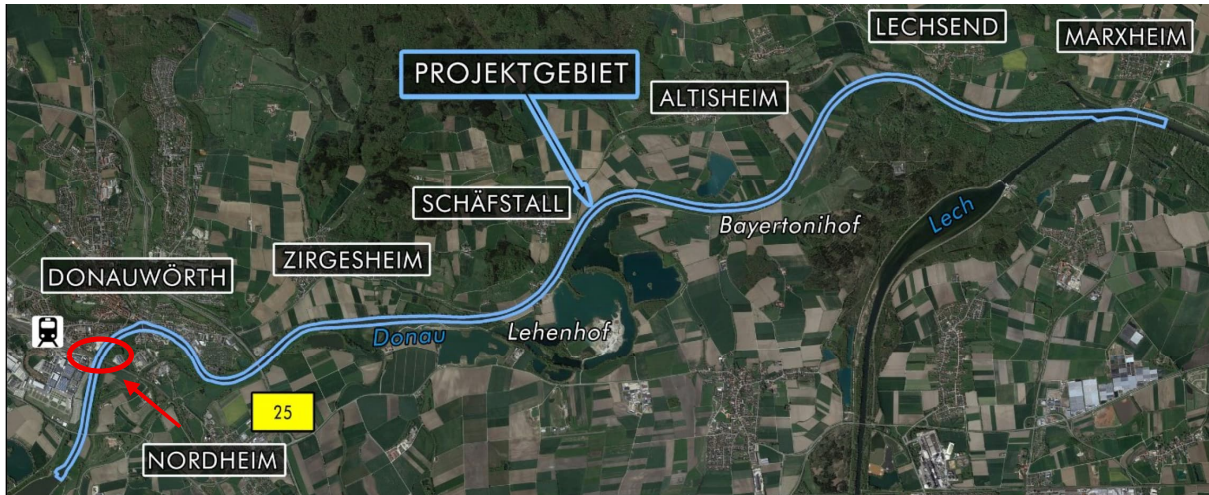 LECHSEND
MARXHEIM
PROJEKTGEBIET
ALTISHEIM
SCHÄFSTALL
Lech
Bayertonihof
ZIRGESHEIM
DONAUWÖRTH
Donau
Lehenhof
25
NORDHEIM